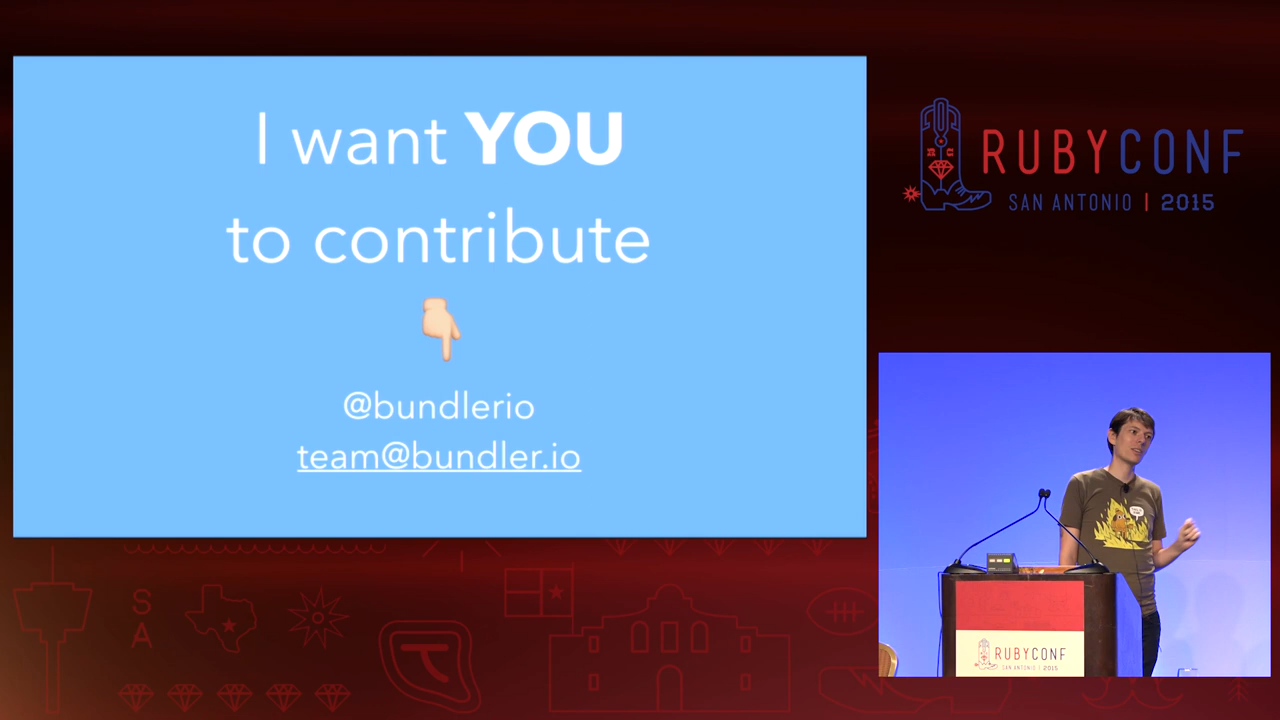 I want YOU
to contribute
@bundlerio
team@bundler.io
RUBYCONF
SAN ANTONIO | 2015
S
A
RUBYCONF
SAN ANTONIO | 2015